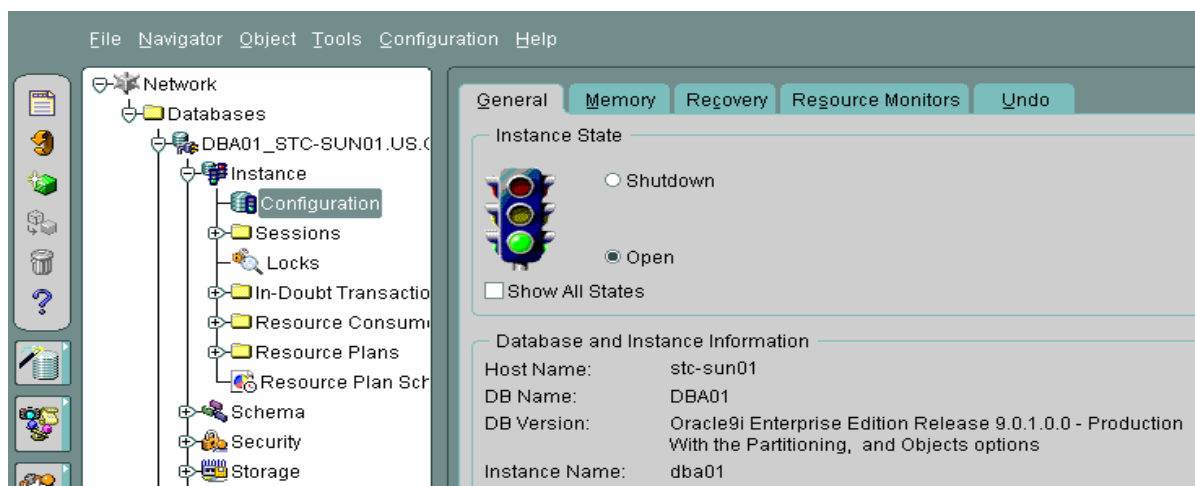 File Navigator Object Tools Configuration Help
Network
Databases
DBA01_STC-SUN01.US.(
Instance
Configuration
Sessions
Locks
In-Doubt Transactio
Resource Consum
Resource Plans
Resource Plan Sch
Schema
Security
Storage
General Memory Recovery Resource Monitors Undo
Instance State
Shutdown
Open
Show All States
Database and Instance Information
Host Name: stc-sun01
DB Name: DBA01
DB Version: Oracle9i Enterprise Edition Release 9.0.1.0.0 - Production
With the Partitioning, and Objects options
Instance Name: dba01